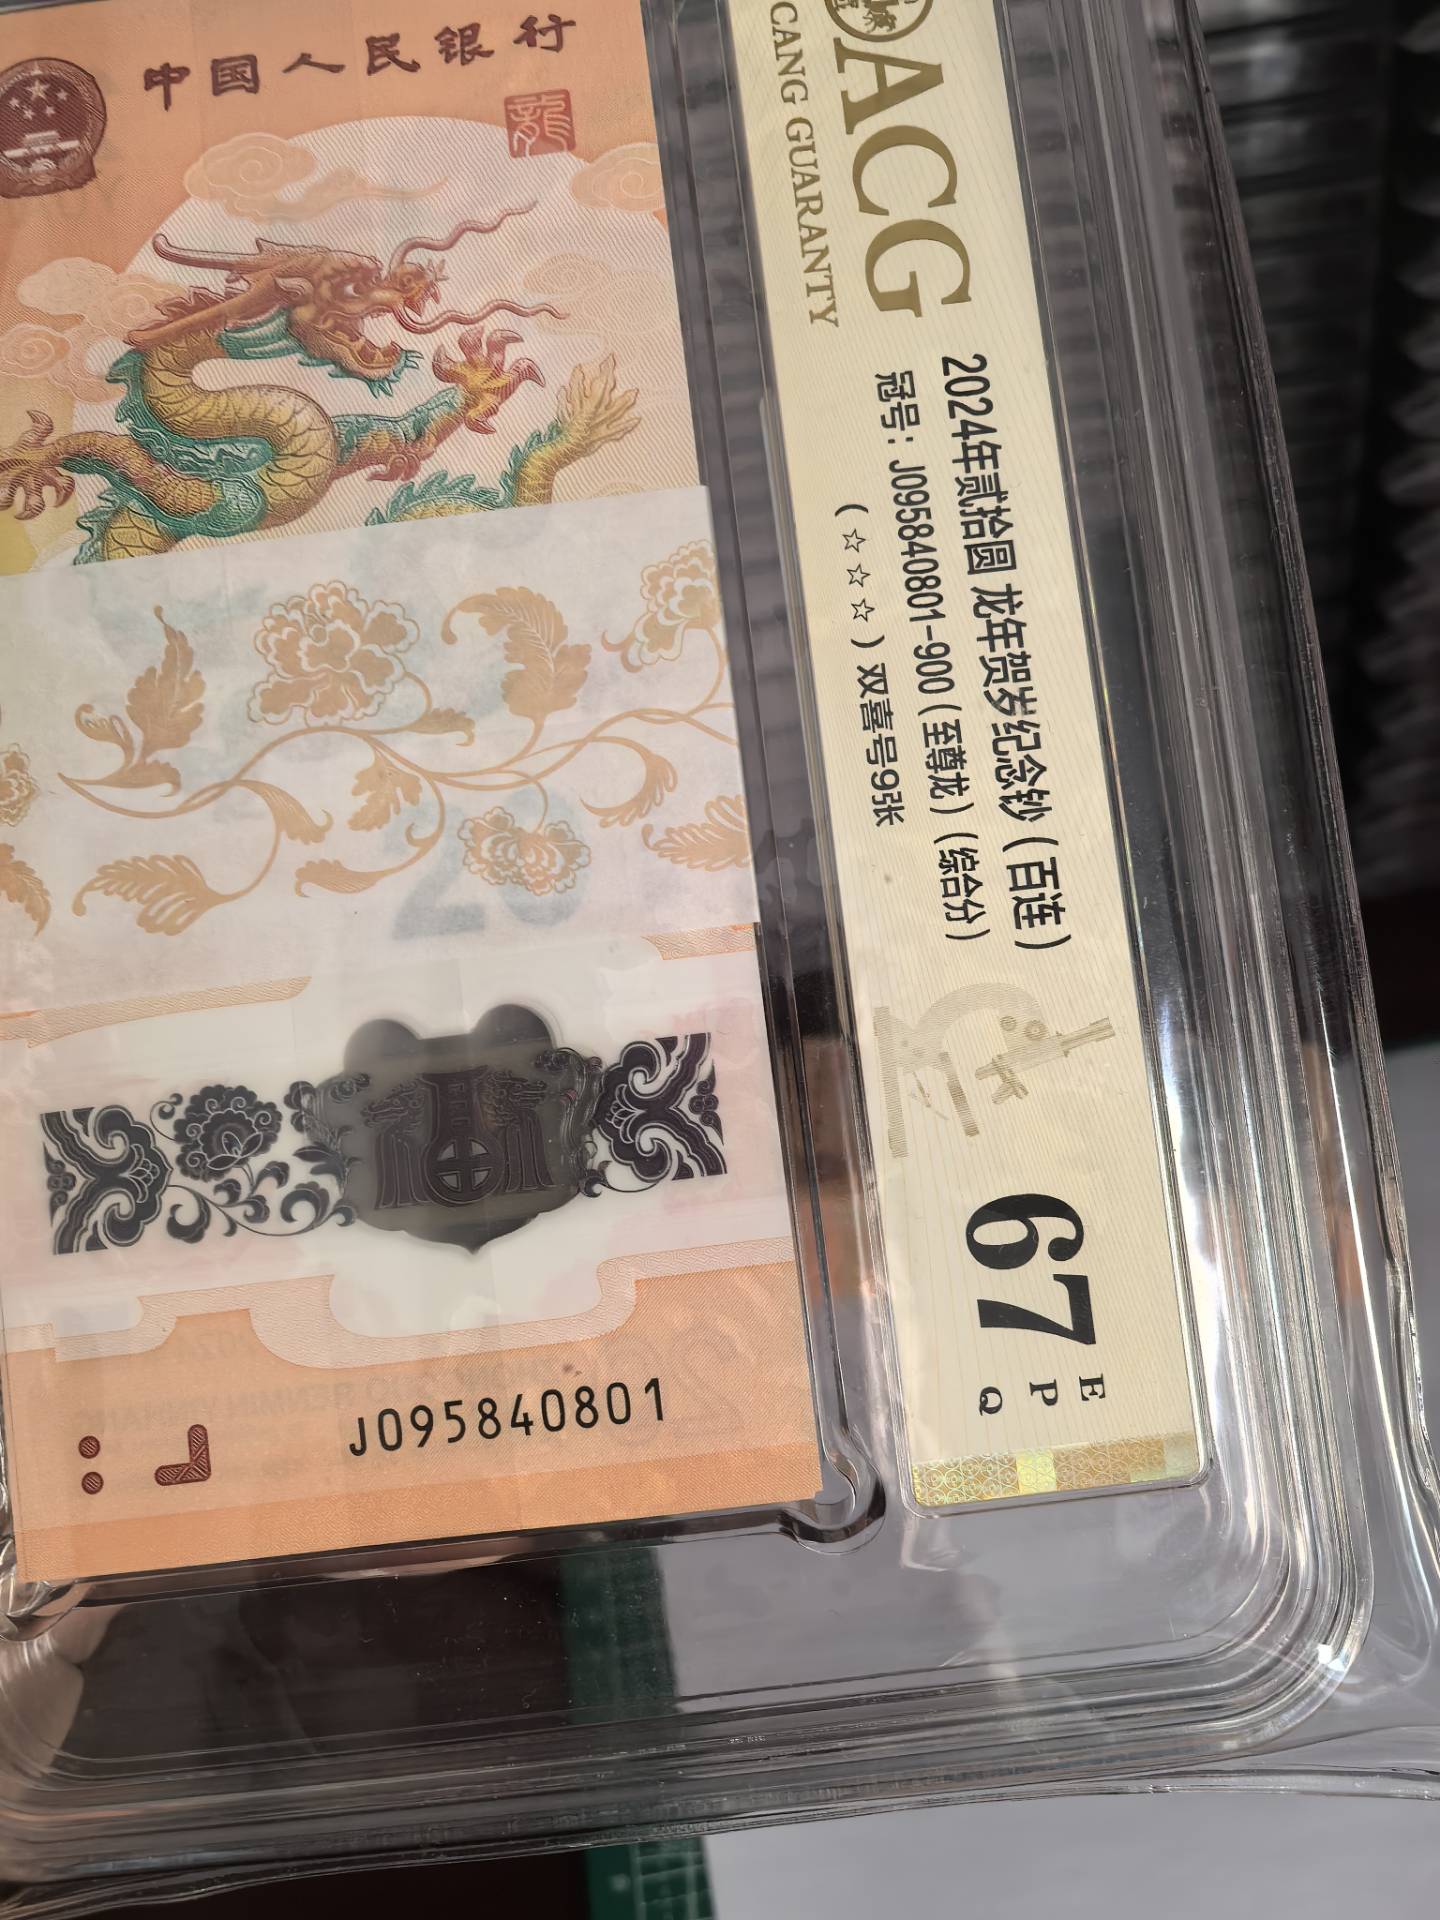 中国人民银行
龍
福
J095840801
ACG
CANG GUARANTY
2024年贰拾圆 龙年贺岁纪念钞（百连）
冠号：J095840801-900（至尊龙）（综合分）
（☆☆☆）双喜号9张
67
E
P
Q